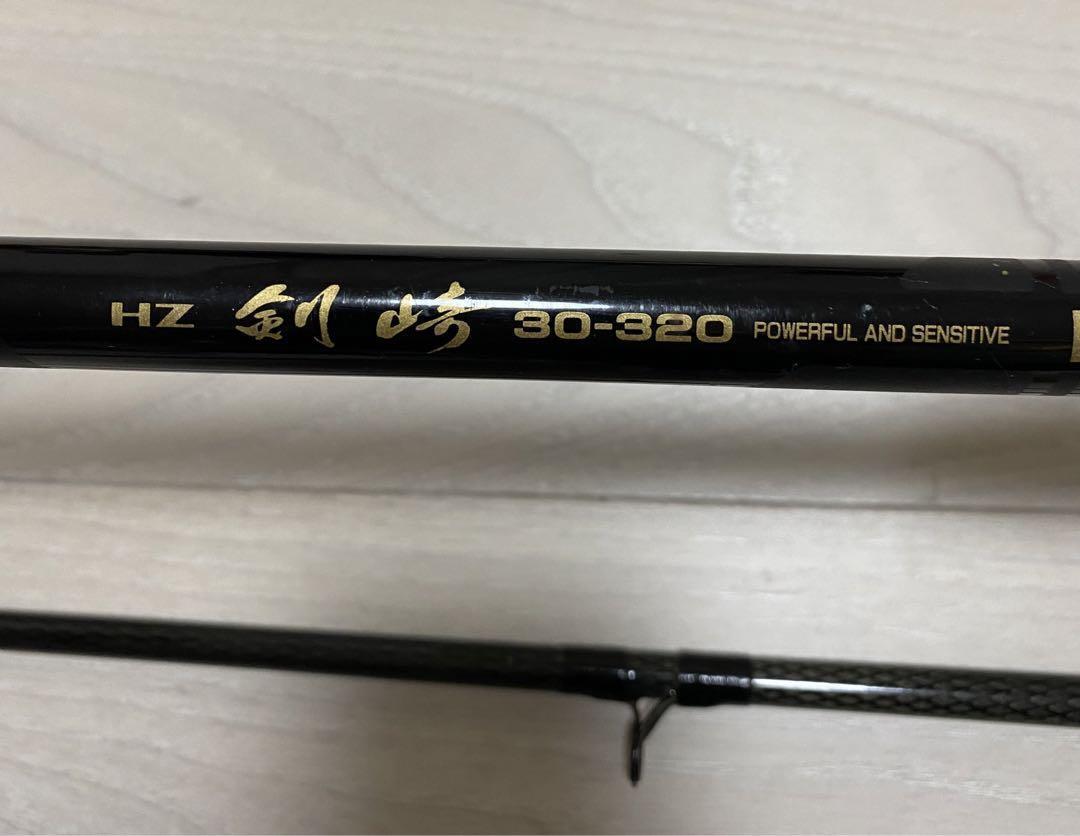 HZ 剣崎 30-320 POWERFUL AND SENSITIVE